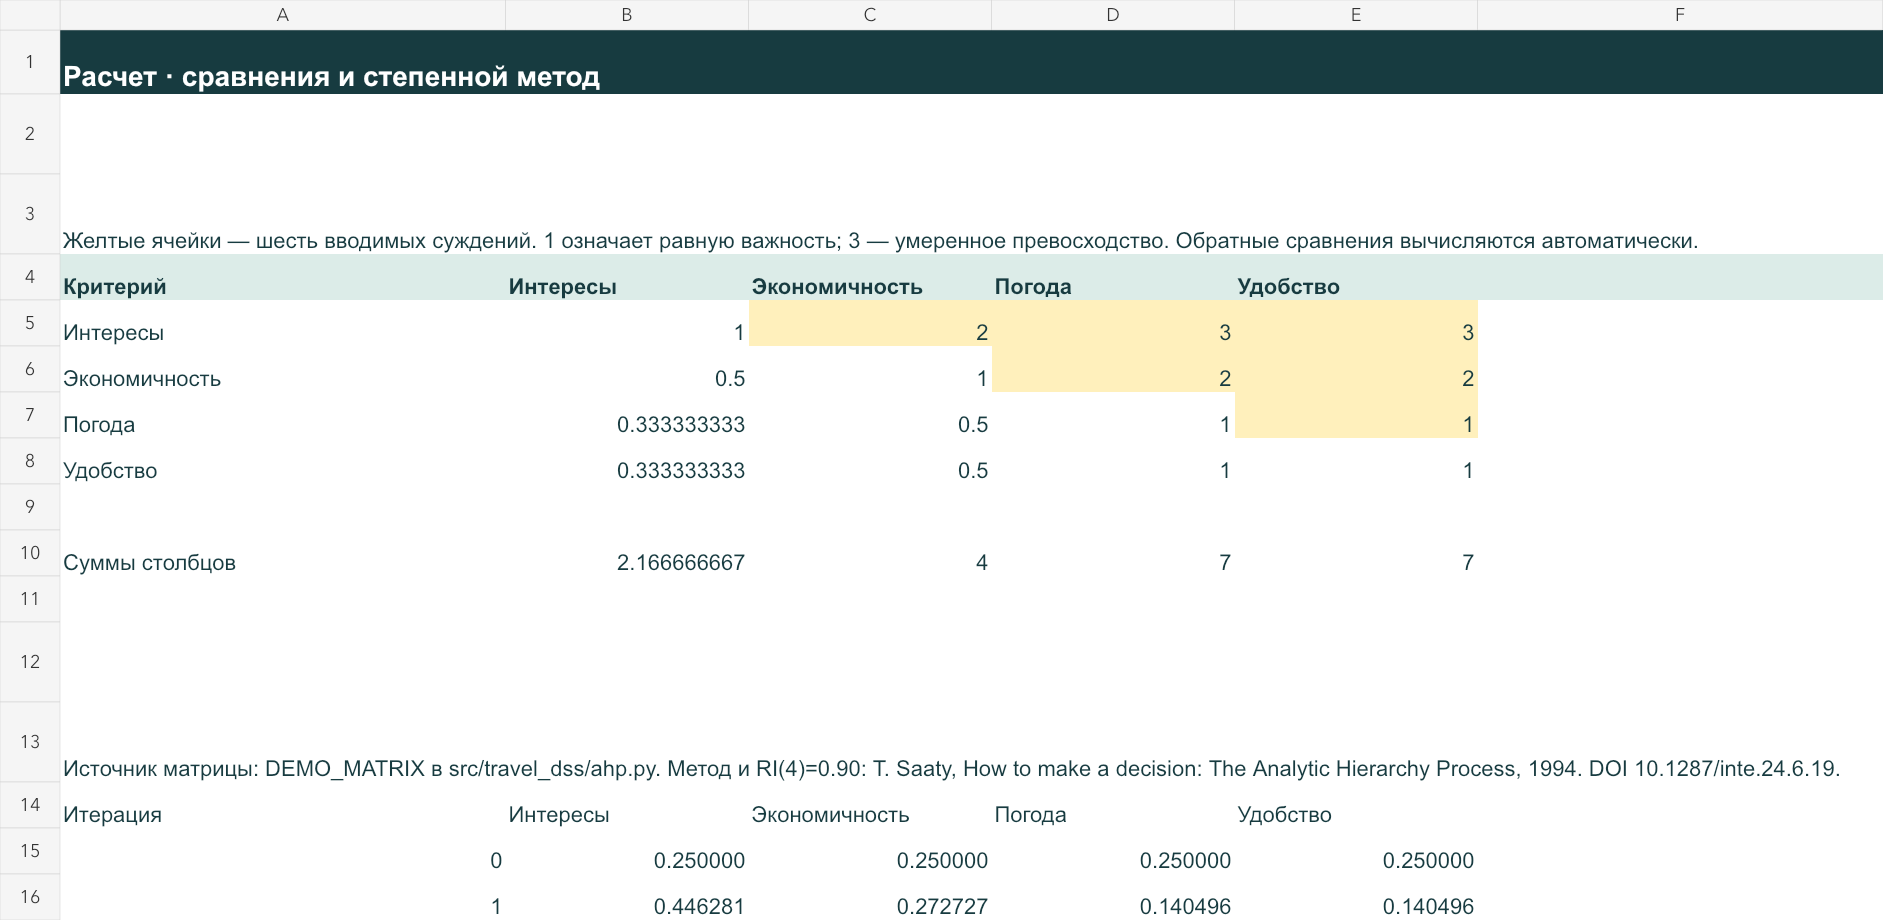 A B C D E F
1 Расчет · сравнения и степенной метод
2
3 Желтые ячейки — шесть вводимых суждений. 1 означает равную важность; 3 — умеренное превосходство. Обратные сравнения вычисляются автоматически.
4 Критерий Интересы Экономичность Погода Удобство
5 Интересы 1 2 3 3
6 Экономичность 0.5 1 2 2
7 Погода 0.333333333 0.5 1 1
8 Удобство 0.333333333 0.5 1 1
9
10 Суммы столбцов 2.166666667 4 7 7
11
12
13 Источник матрицы: DEMO_MATRIX в src/travel_dss/ahp.py. Метод и RI(4)=0.90: T. Saaty, How to make a decision: The Analytic Hierarchy Process, 1994. DOI 10.1287/inte.24.6.19.
14 Итерация Интересы Экономичность Погода Удобство
15 0 0.250000 0.250000 0.250000 0.250000
16 1 0.446281 0.272727 0.140496 0.140496